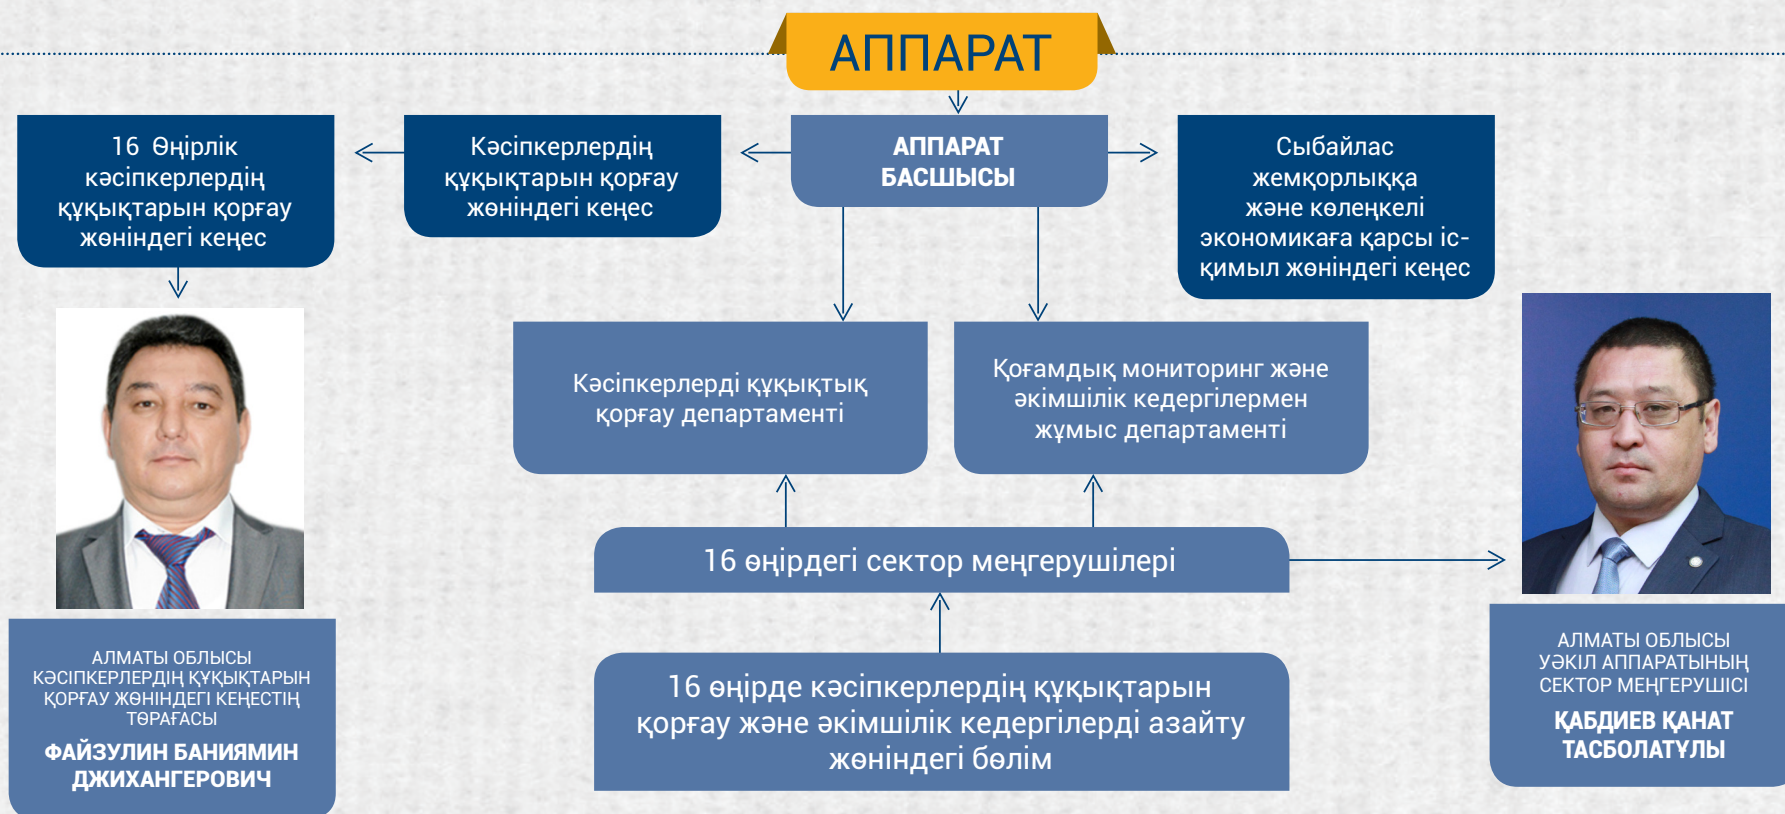 АППАРАТ
16 Өңірлік
кәсіпкерлердің
құқықтарын қорғау
жөніндегі кеңес
Кәсіпкерлердің
құқықтарын қорғау
жөніндегі кеңес
АППАРАТ
БАСШЫСЫ
Сыбайлас
жемқорлыққа
және көлеңкелі
экономикаға қарсы іс-
қимыл жөніндегі кеңес
Кәсіпкерлерді құқықтық
қорғау департаменті
Қоғамдық мониторинг және
әкімшілік кедергілермен
жұмыс департаменті
16 өңірдегі сектор меңгерушілері
16 өңірде кәсіпкерлердің құқықтарын
қорғау және әкімшілік кедергілерді азайту
жөніндегі бөлім
АЛМАТЫ ОБЛЫСЫ
КӘСІПКЕРЛЕРДІҢ ҚҰҚЫҚТАРЫН
ҚОРҒАУ ЖӨНІНДЕГІ КЕҢЕСТІҢ
ТӨРАҒАСЫ
ФАЙЗУЛИН БАНИЯМИН
ДЖИХАНГЕРОВИЧ
АЛМАТЫ ОБЛЫСЫ
УӘКІЛ АППАРАТЫНЫҢ
СЕКТОР МЕҢГЕРУШІСІ
ҚАБДИЕВ ҚАНАТ
ТАСБОЛАТҰЛЫ